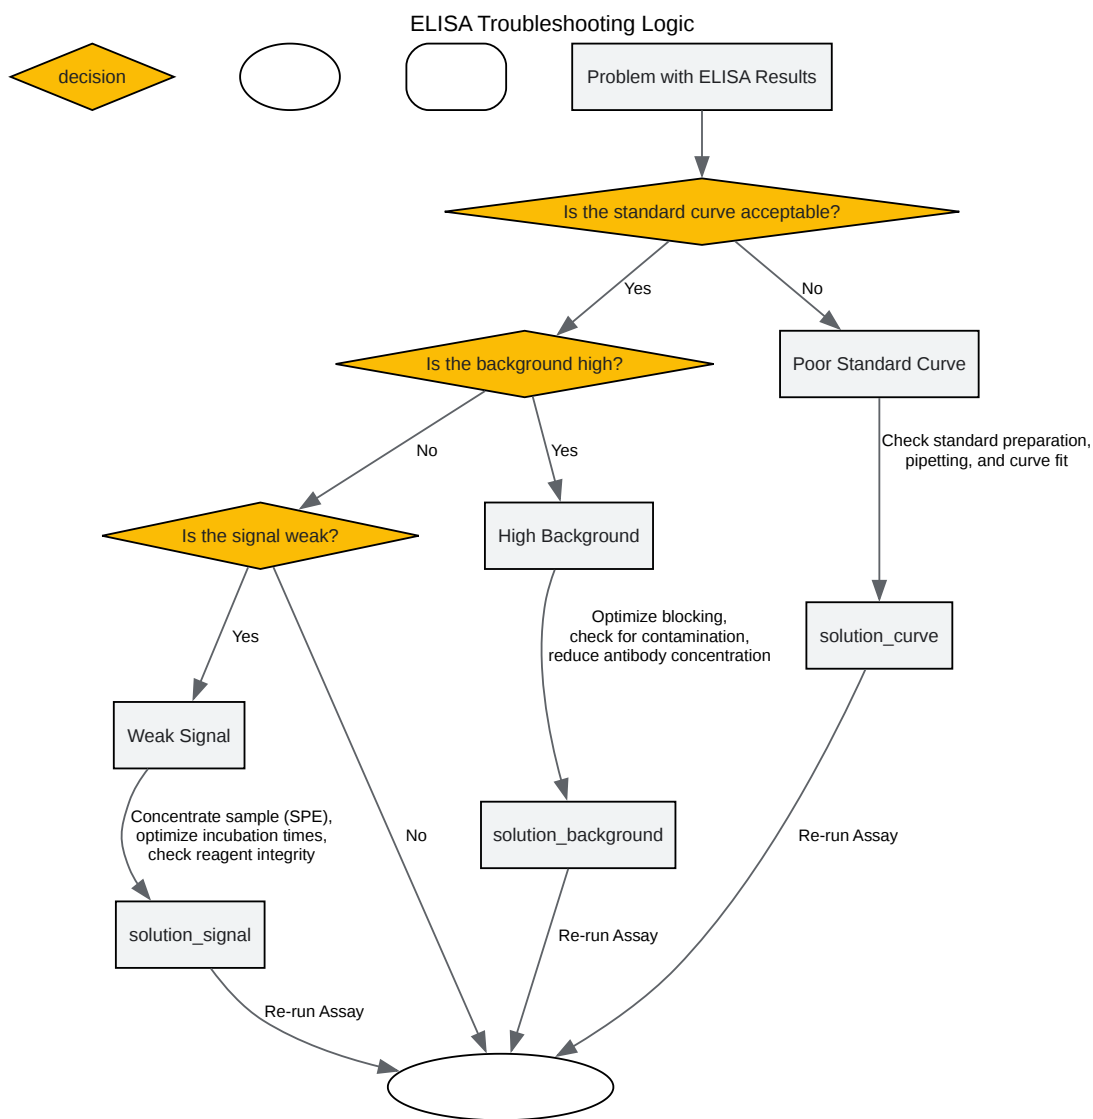 ELISA Troubleshooting Logic
decision
Problem with ELISA Results
Is the standard curve acceptable?
Yes
No
Is the background high?
Poor Standard Curve
No
Yes
Check standard preparation,
pipetting, and curve fit
Is the signal weak?
High Background
Yes
Optimize blocking,
check for contamination,
reduce antibody concentration
solution_curve
Weak Signal
Concentrate sample (SPE),
optimize incubation times,
check reagent integrity
No
solution_background
Re-run Assay
solution_signal
Re-run Assay
Re-run Assay